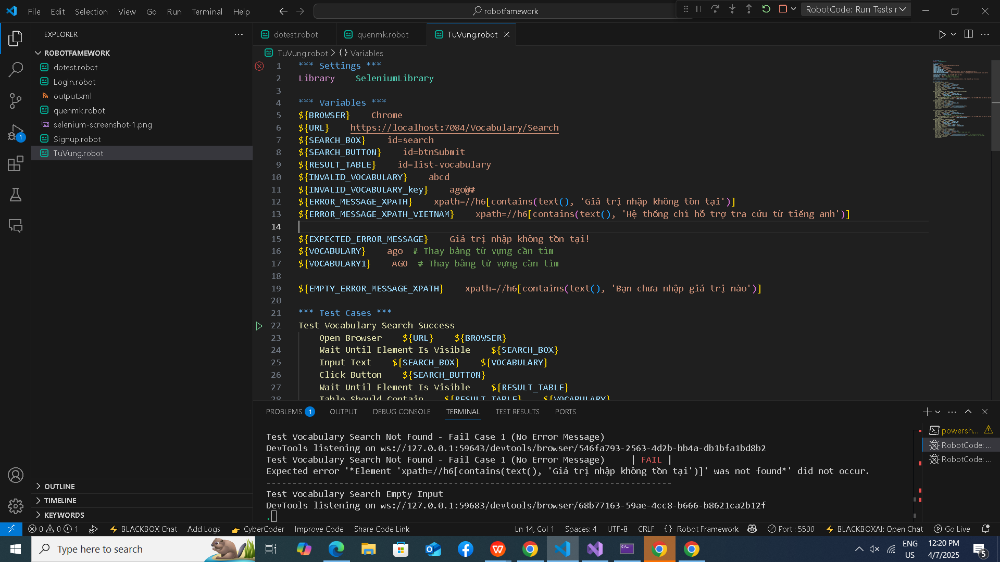 File Edit Selection View Go Run Terminal Help
robotfamework
RobotCode: Run Tests r
EXPLORER
ROBOTFAMEWORK
dotest.robot
Login.robot
output.xml
quenmk.robot
selenium-screenshot-1.png
Signup.robot
TuVung.robot
OUTLINE
TIMELINE
KEYWORDS
1
dotest.robot quenmk.robot TuVung.robot
TuVung.robot > {} Variables
1 *** Settings ***
2 Library    SeleniumLibrary
3
4 *** Variables ***
5 ${BROWSER}    Chrome
6 ${URL}    https://localhost:7084/Vocabulary/Search
7 ${SEARCH_BOX}    id=search
8 ${SEARCH_BUTTON}    id=btnSubmit
9 ${RESULT_TABLE}    id=list-vocabulary
10 ${INVALID_VOCABULARY}    abcd
11 ${INVALID_VOCABULARY_key}    ago@#
12 ${ERROR_MESSAGE_XPATH}    xpath=//h6[contains(text(), 'Giá trị nhập không tồn tại')]
13 ${ERROR_MESSAGE_XPATH_VIETNAM}    xpath=//h6[contains(text(), 'Hệ thống chỉ hỗ trợ tra cứu từ tiếng anh')]
14
15 ${EXPECTED_ERROR_MESSAGE}    Giá trị nhập không tồn tại!
16 ${VOCABULARY}    ago  # Thay bằng từ vựng cần tìm
17 ${VOCABULARY1}    AGO  # Thay bằng từ vựng cần tìm
18
19 ${EMPTY_ERROR_MESSAGE_XPATH}    xpath=//h6[contains(text(), 'Bạn chưa nhập giá trị nào')]
20
21 *** Test Cases ***
22 Test Vocabulary Search Success
23     Open Browser    ${URL}    ${BROWSER}
24     Wait Until Element Is Visible    ${SEARCH_BOX}
25     Input Text    ${SEARCH_BOX}    ${VOCABULARY}
26     Click Button    ${SEARCH_BUTTON}
27     Wait Until Element Is Visible    ${RESULT_TABLE}
28     Table Should Contain    ${RESULT_TABLE}    ${VOCABULARY}
PROBLEMS 1 OUTPUT DEBUG CONSOLE TERMINAL TEST RESULTS PORTS
Test Vocabulary Search Not Found - Fail Case 1 (No Error Message)
DevTools listening on ws://127.0.0.1:59643/devtools/browser/546fa793-2563-4d2b-bb4a-db1bfa1bd8b2
Test Vocabulary Search Not Found - Fail Case 1 (No Error Message)     | FAIL |
Expected error '*Element 'xpath=//h6[contains(text(), 'Giá trị nhập không tồn tại')]' was not found*' did not occur.
------------------------------------------------------------------------------
Test Vocabulary Search Empty Input
DevTools listening on ws://127.0.0.1:59683/devtools/browser/68b77163-59ae-4cc8-b666-b8621ca2b12f
.
powersh...
RobotCode: ...
RobotCode: ...
0 0 1 BLACKBOX Chat Add Logs CyberCoder Improve Code Share Code Link Ln 14, Col 1 Spaces: 4 UTF-8 CRLF {} Robot Framework Port : 5500 BLACKBOXAI: Open Chat Go Live
Type here to search
ENG
US
12:20 PM
4/7/2025
5